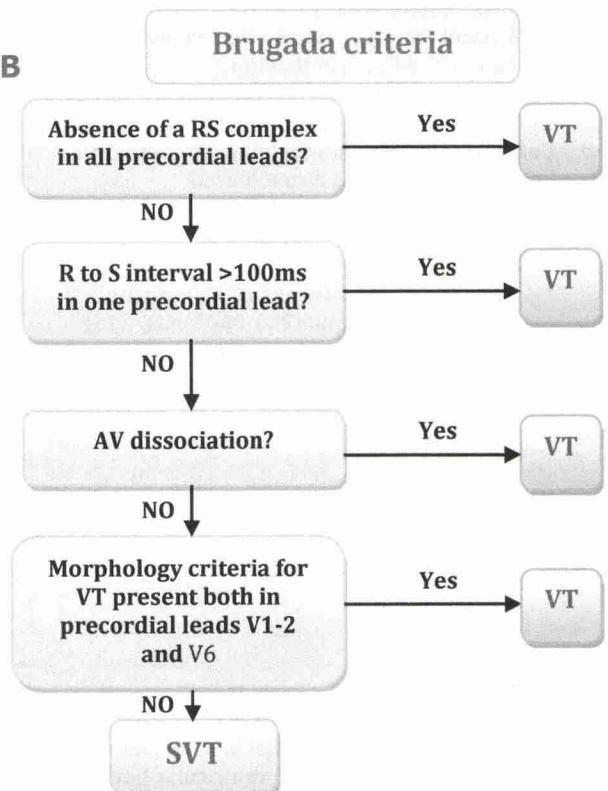 B
Brugada criteria
Absence of a RS complex
in all precordial leads?
Yes
VT
NO
R to S interval >100ms
in one precordial lead?
Yes
VT
NO
AV dissociation?
Yes
VT
NO
Morphology criteria for
VT present both in
precordial leads V1-2
and V6
Yes
VT
NO
SVT